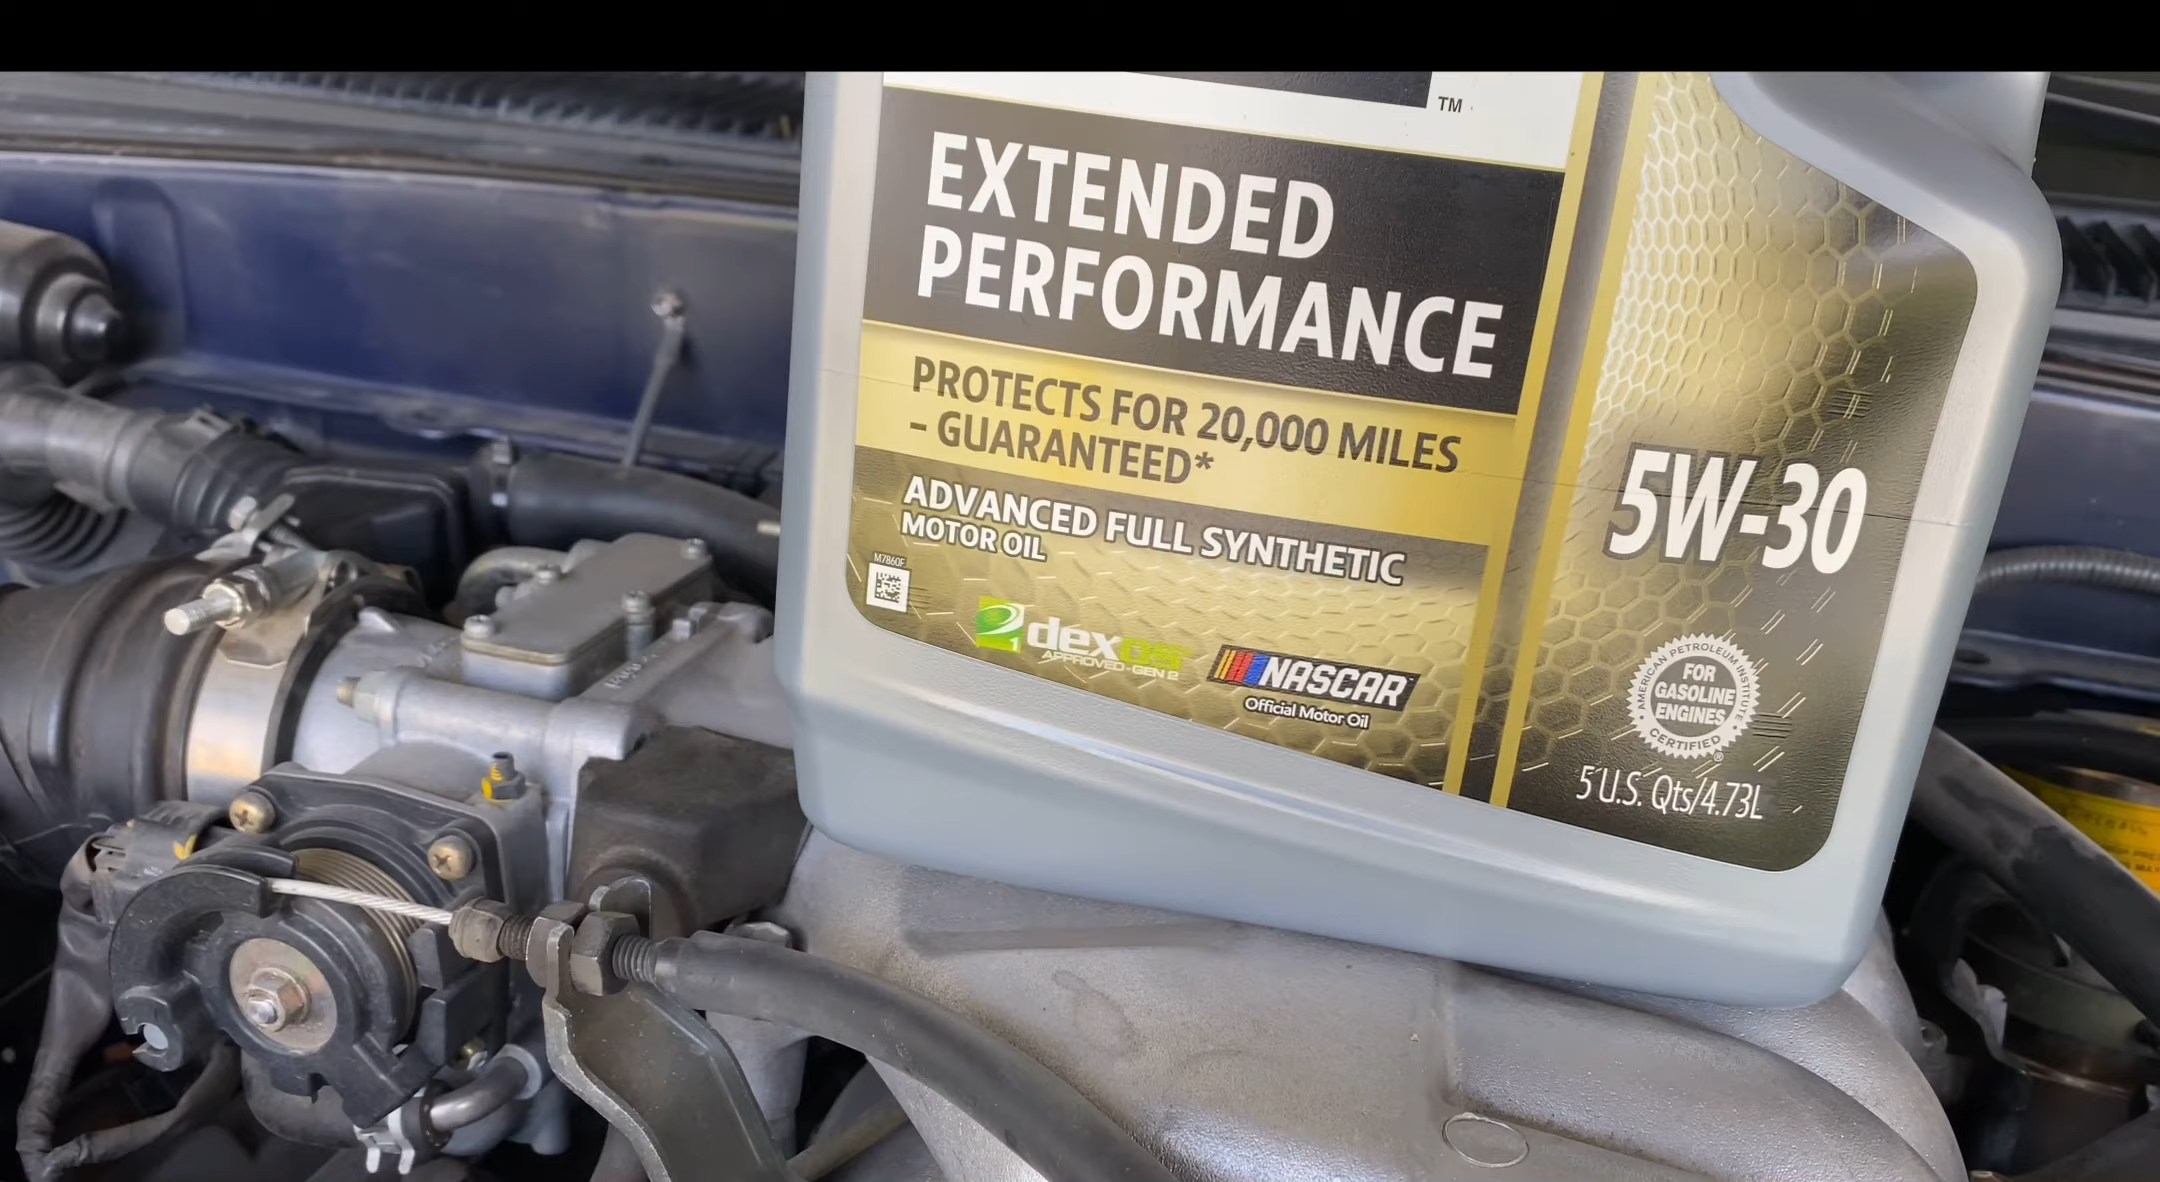 TM
EXTENDED
PERFORMANCE
PROTECTS FOR 20,000 MILES
– GUARANTEED*
ADVANCED FULL SYNTHETIC
MOTOR OIL
M7860F
1 dexos
APPROVED-GEN 2
NASCAR
Official Motor Oil
5W-30
AMERICAN PETROLEUM INSTITUTE
FOR
GASOLINE
ENGINES
CERTIFIED
®
5 U.S. Qts/4.73L